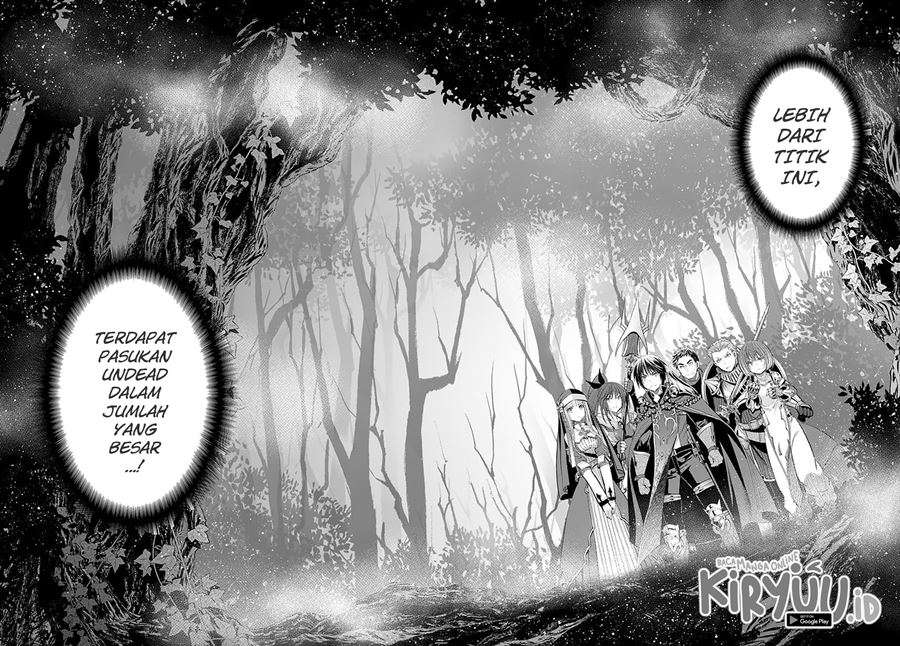 LEBIH
DARI
TITIK
INI,
TERDAPAT
PASUKAN
UNDEAD
DALAM
JUMLAH
YANG
BESAR
...!
BACA MANGA ONLINE
KIRYUU.iD
Google Play